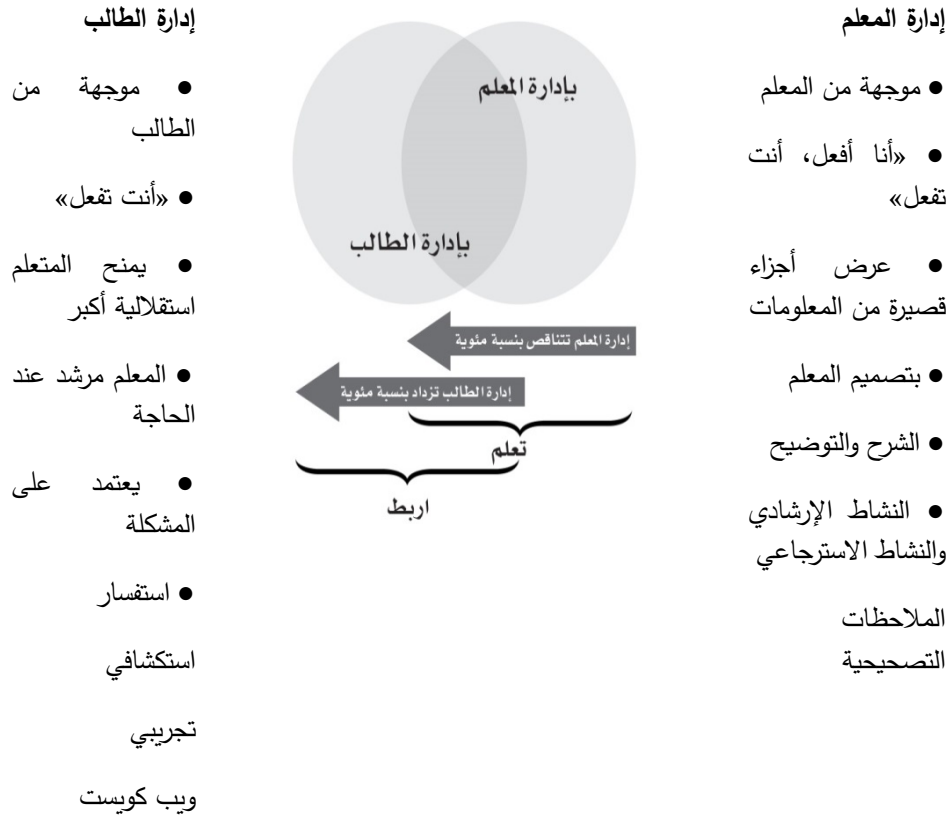 إدارة المعلم
● موجهة من المعلم
● «أنا أفعل، أنت
تفعل»
● عرض أجزاء
قصيرة من المعلومات
● بتصميم المعلم
● الشرح والتوضيح
● النشاط الإرشادي
والنشاط الاسترجاعي
الملاحظات
التصحيحية
بإدارة المعلم
بإدارة الطالب
إدارة المعلم تتناقص بنسبة مئوية
إدارة الطالب تزداد بنسبة مئوية
تعلم
اربط
إدارة الطالب
● موجهة من
الطالب
● «أنت تفعل»
● يمنح المتعلم
استقلالية أكبر
● المعلم مرشد عند
الحاجة
● يعتمد على
المشكلة
● استفسار
استكشافي
تجريبي
ويب كويست